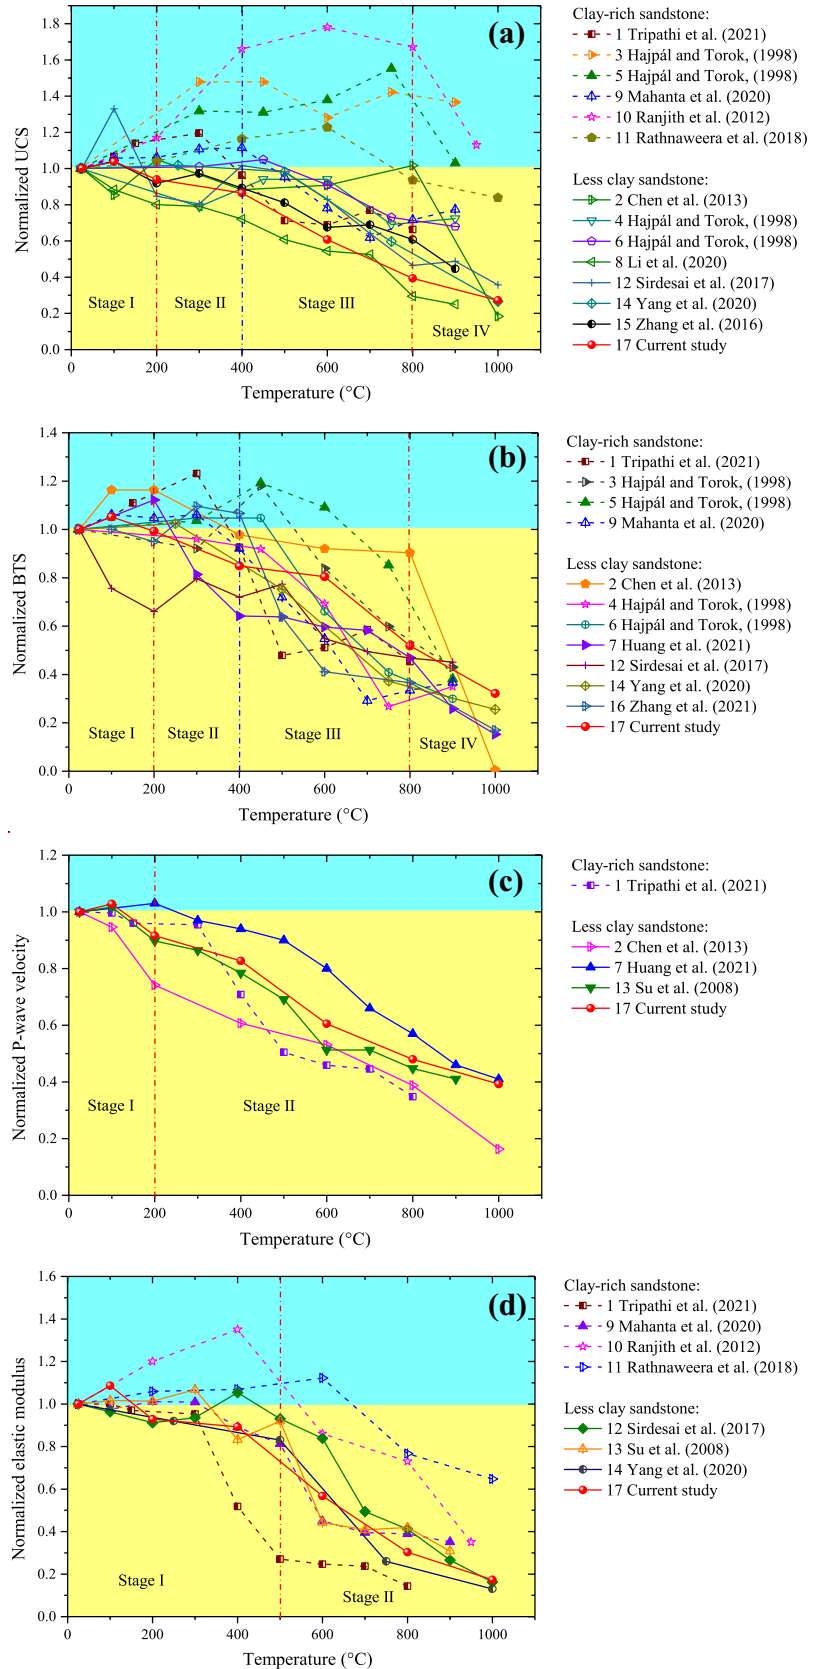 (a)
Normalized UCS
1.8
1.6
1.4
1.2
1.0
0.8
0.6
0.4
0.2
0.0
Stage I
Stage II
Stage III
Stage IV
0
200
400
600
800
1000
Temperature (°C)
Clay-rich sandstone:
1 Tripathi et al. (2021)
3 Hajpál and Torok, (1998)
5 Hajpál and Torok, (1998)
9 Mahanta et al. (2020)
10 Ranjith et al. (2012)
11 Rathnaweera et al. (2018)
Less clay sandstone:
2 Chen et al. (2013)
4 Hajpál and Torok, (1998)
6 Hajpál and Torok, (1998)
8 Li et al. (2020)
12 Sirdesai et al. (2017)
14 Yang et al. (2020)
15 Zhang et al. (2016)
17 Current study
(b)
Normalized BTS
1.4
1.2
1.0
0.8
0.6
0.4
0.2
0.0
Stage I
Stage II
Stage III
Stage IV
0
200
400
600
800
1000
Temperature (°C)
Clay-rich sandstone:
1 Tripathi et al. (2021)
3 Hajpál and Torok, (1998)
5 Hajpál and Torok, (1998)
9 Mahanta et al. (2020)
Less clay sandstone:
2 Chen et al. (2013)
4 Hajpál and Torok, (1998)
6 Hajpál and Torok, (1998)
7 Huang et al. (2021)
12 Sirdesai et al. (2017)
14 Yang et al. (2020)
16 Zhang et al. (2021)
17 Current study
(c)
Normalized P-wave velocity
1.2
1.0
0.8
0.6
0.4
0.2
0.0
Stage I
Stage II
0
200
400
600
800
1000
Temperature (°C)
Clay-rich sandstone:
1 Tripathi et al. (2021)
Less clay sandstone:
2 Chen et al. (2013)
7 Huang et al. (2021)
13 Su et al. (2008)
17 Current study
(d)
Normalized elastic modulus
1.6
1.4
1.2
1.0
0.8
0.6
0.4
0.2
0.0
Stage I
Stage II
0
200
400
600
800
1000
Temperature (°C)
Clay-rich sandstone:
1 Tripathi et al. (2021)
9 Mahanta et al. (2020)
10 Ranjith et al. (2012)
11 Rathnaweera et al. (2018)
Less clay sandstone:
12 Sirdesai et al. (2017)
13 Su et al. (2008)
14 Yang et al. (2020)
17 Current study